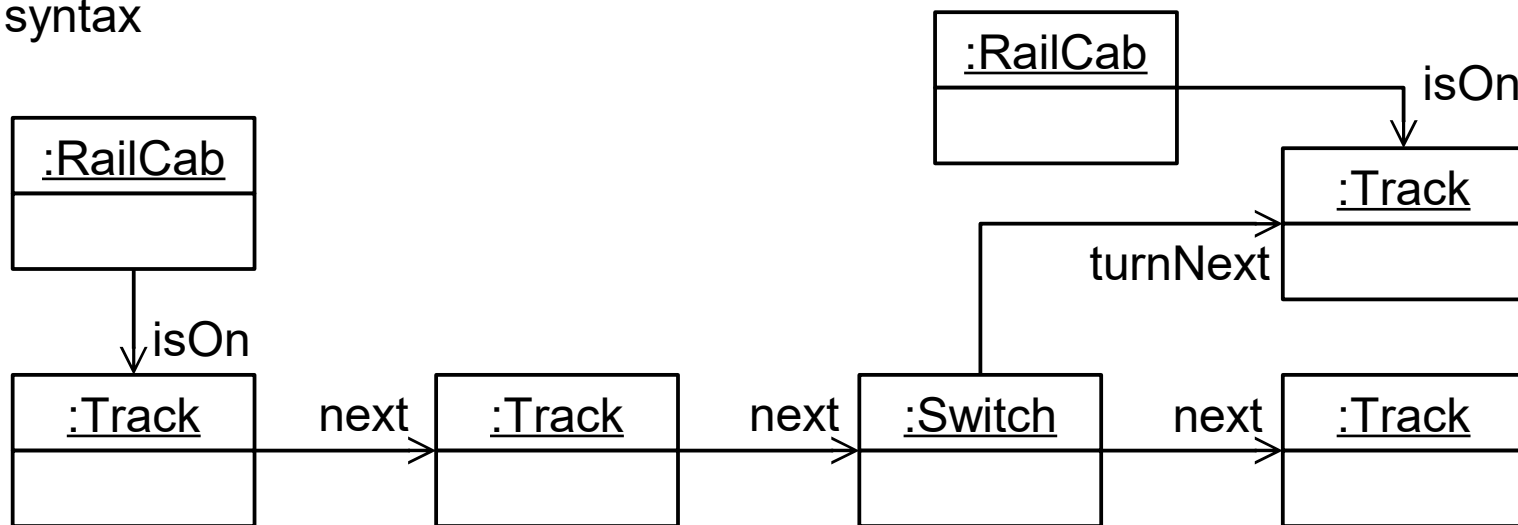 syntax
:RailCab
isOn
:RailCab
:Track
turnNext
isOn
:Track
next
:Track
next
:Switch
next
:Track